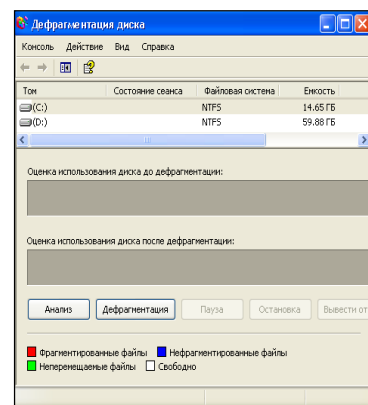 Дефрагментация диска
Консоль Действие Вид Справка
Том Состояние сеанса Файловая система Емкость
(C:) NTFS 14.65 ГБ
(D:) NTFS 59.88 ГБ
Оценка использования диска до дефрагментации:
Оценка использования диска после дефрагментации:
Анализ Дефрагментация Пауза Остановка Вывести от
Фрагментированные файлы Нефрагментированные файлы
Неперемещаемые файлы Свободно